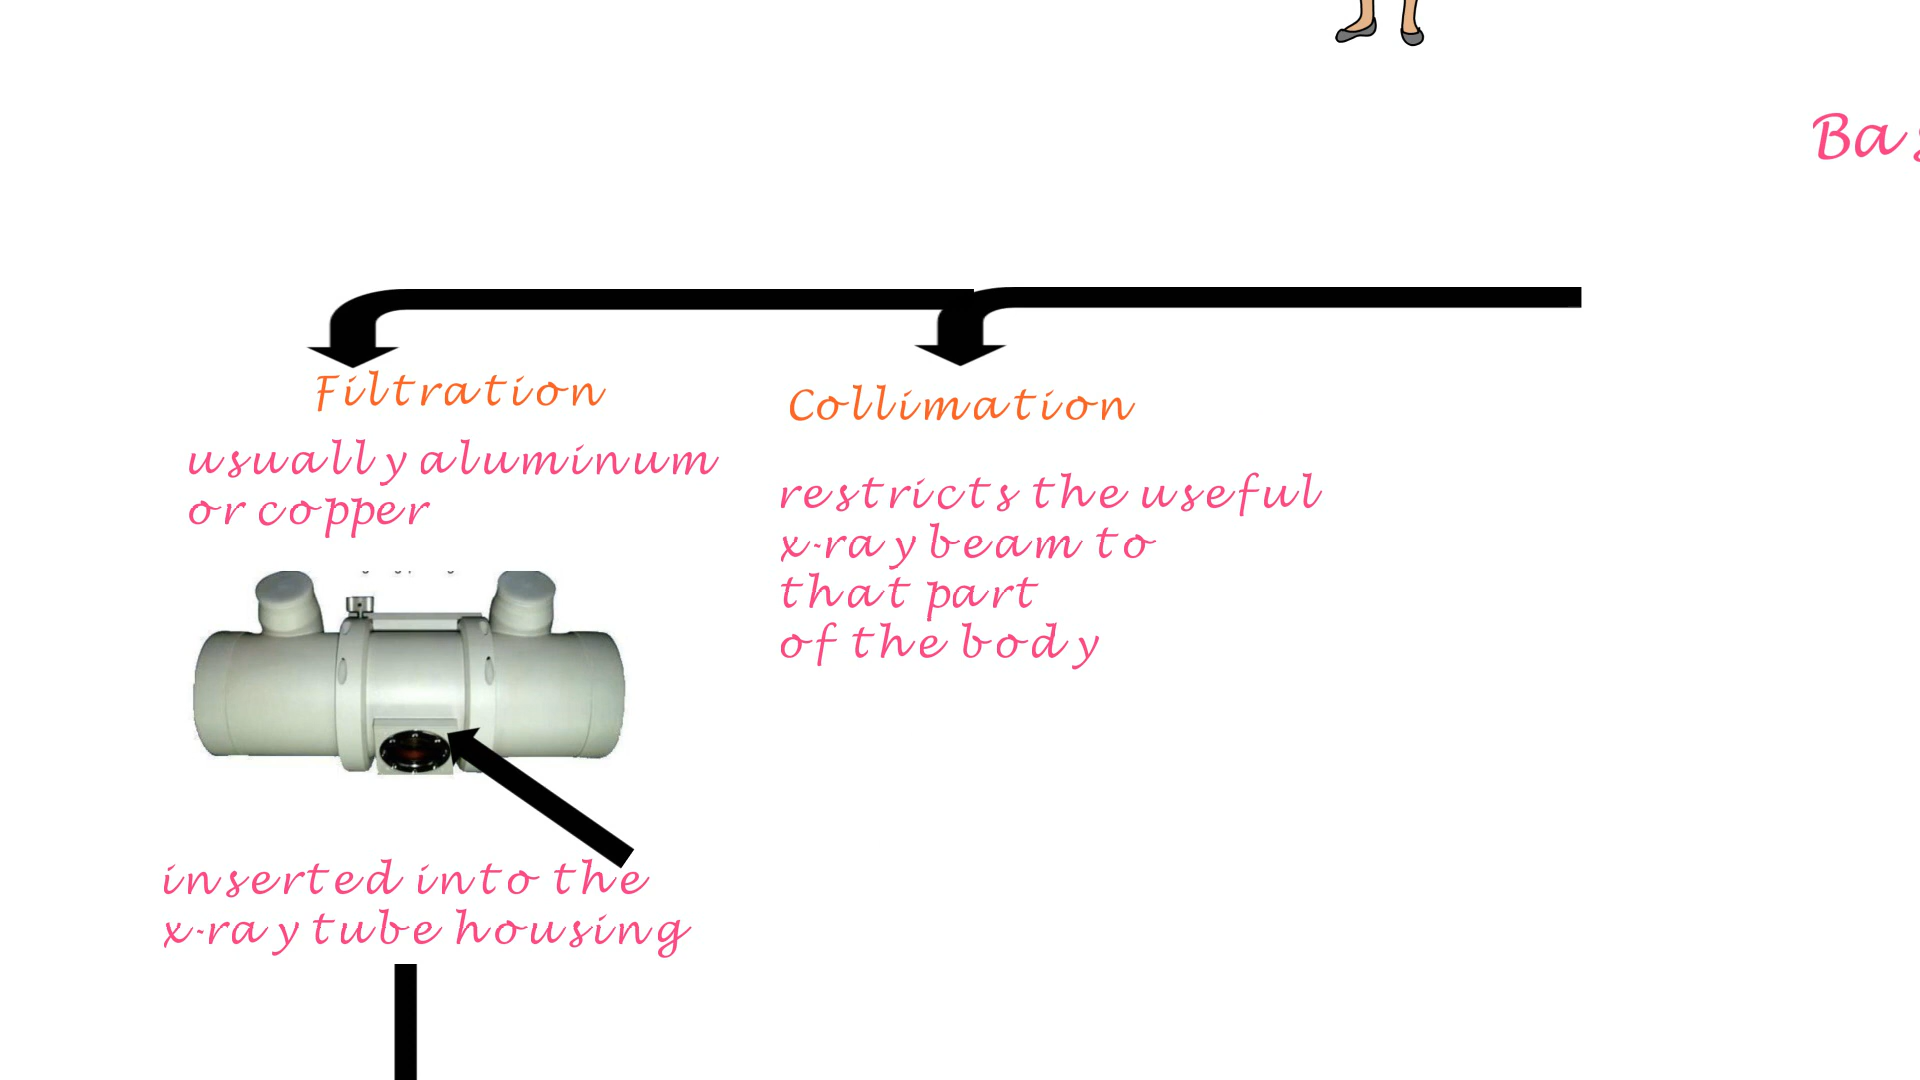 Filtration
usually aluminum
or copper
inserted into the
x-ray tube housing
Collimation
restricts the useful
x-ray beam to
that part
of the body